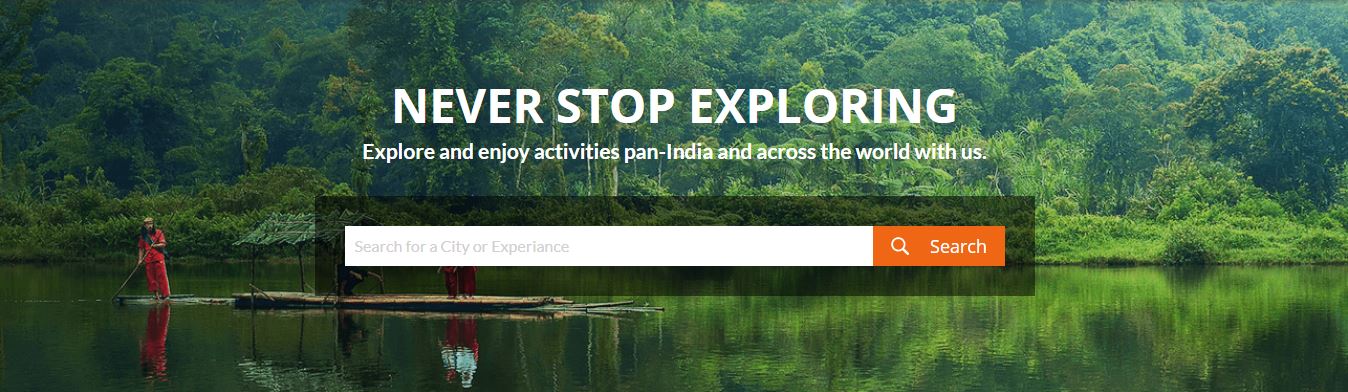 NEVER STOP EXPLORING
Explore and enjoy activities pan-India and across the world with us.
Search for a City or Experiance
Search